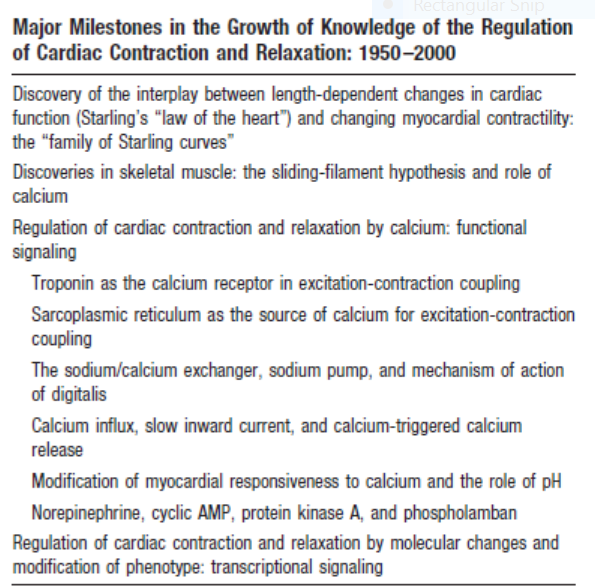 Rectangular Snip
Major Milestones in the Growth of Knowledge of the Regulation
of Cardiac Contraction and Relaxation: 1950–2000
Discovery of the interplay between length-dependent changes in cardiac
function (Starling's “law of the heart”) and changing myocardial contractility:
the “family of Starling curves”
Discoveries in skeletal muscle: the sliding-filament hypothesis and role of
calcium
Regulation of cardiac contraction and relaxation by calcium: functional
signaling
Troponin as the calcium receptor in excitation-contraction coupling
Sarcoplasmic reticulum as the source of calcium for excitation-contraction
coupling
The sodium/calcium exchanger, sodium pump, and mechanism of action
of digitalis
Calcium influx, slow inward current, and calcium-triggered calcium
release
Modification of myocardial responsiveness to calcium and the role of pH
Norepinephrine, cyclic AMP, protein kinase A, and phospholamban
Regulation of cardiac contraction and relaxation by molecular changes and
modification of phenotype: transcriptional signaling